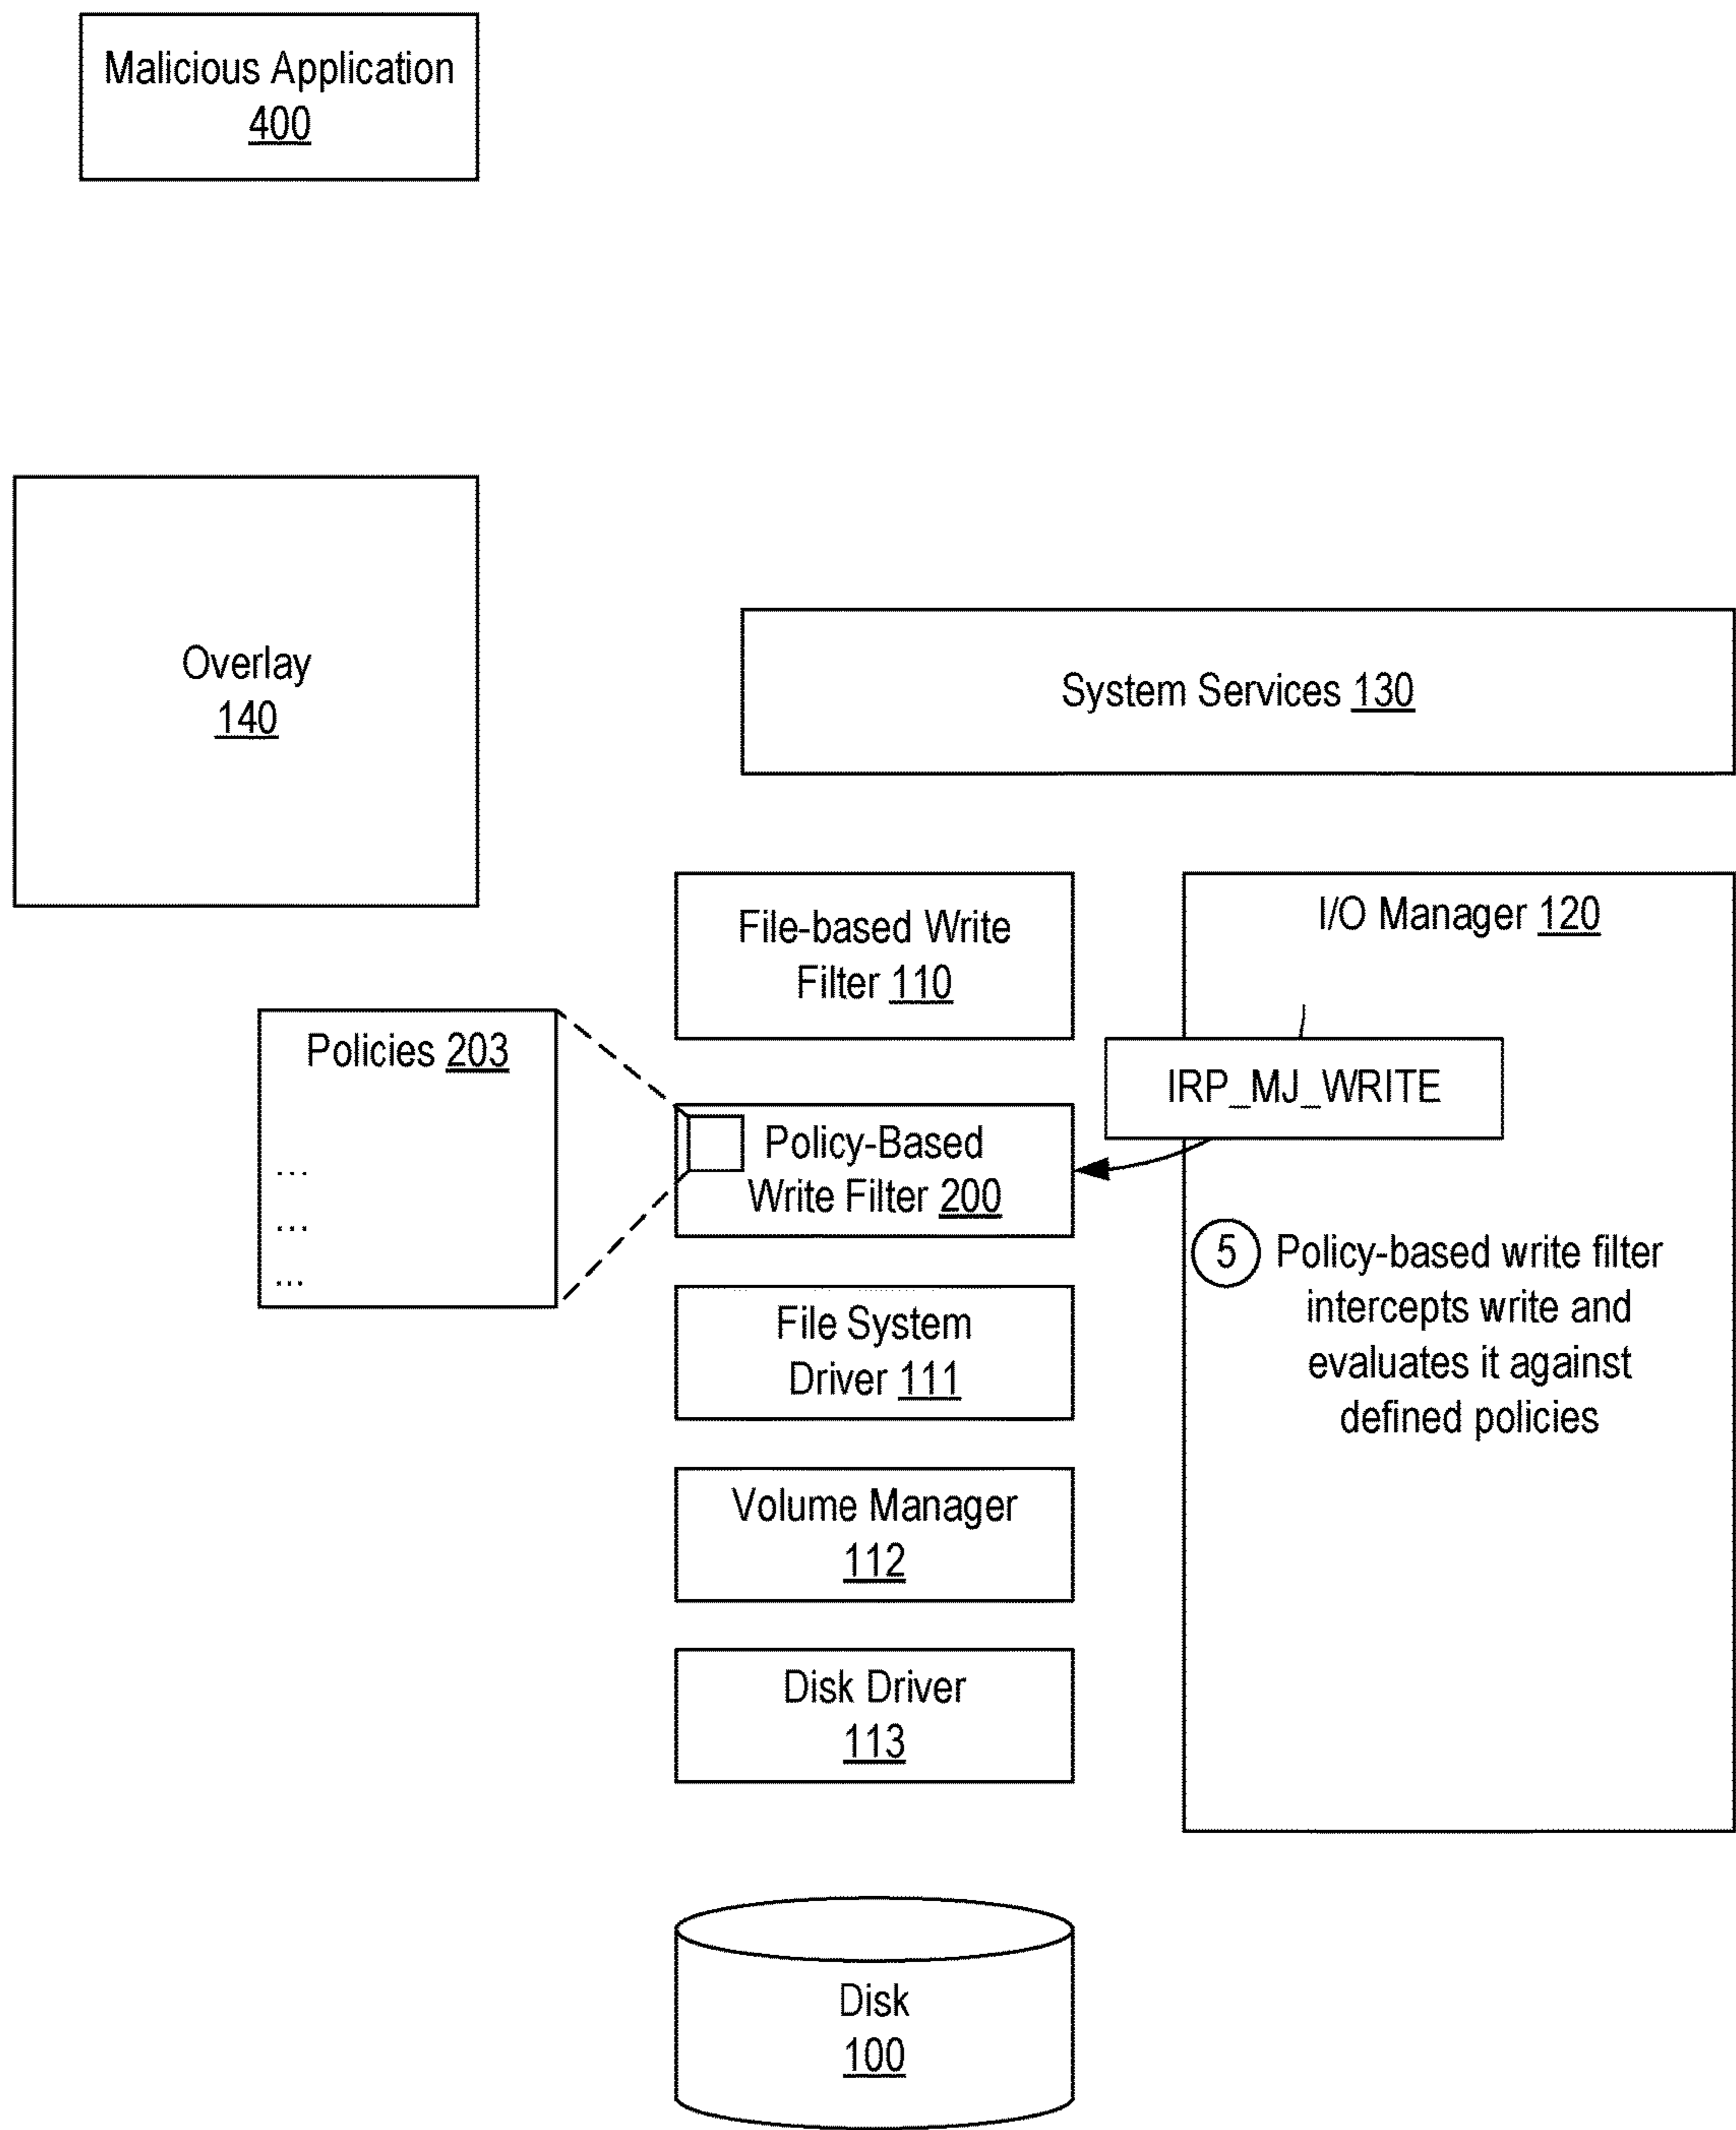 Malicious Application
400
Overlay
140
System Services 130
File-based Write
Filter 110
I/O Manager 120
Policies 203
...
...
...
IRP_MJ_WRITE
Policy-Based
Write Filter 200
5 Policy-based write filter
intercepts write and
evaluates it against
defined policies
File System
Driver 111
Volume Manager
112
Disk Driver
113
Disk
100